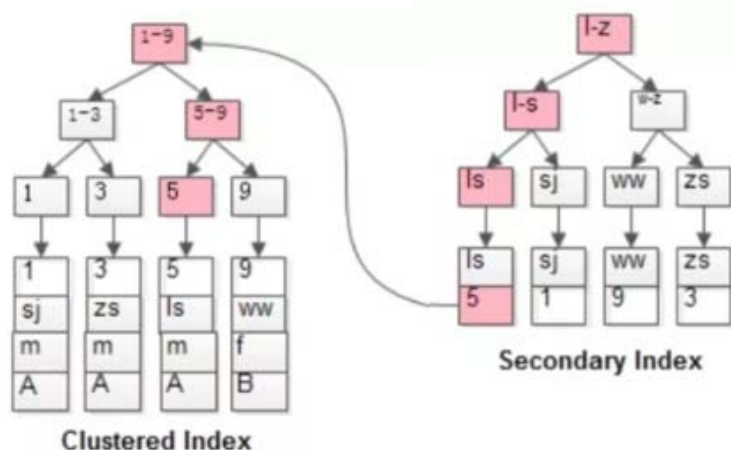 1-9
l-z
1-3
5-9
l-s
w-z
1
3
5
9
ls
sj
ww
zs
1
3
5
9
sj
zs
ls
ww
m
m
m
f
A
A
A
B
ls
sj
ww
zs
5
1
9
3
Clustered Index
Secondary Index